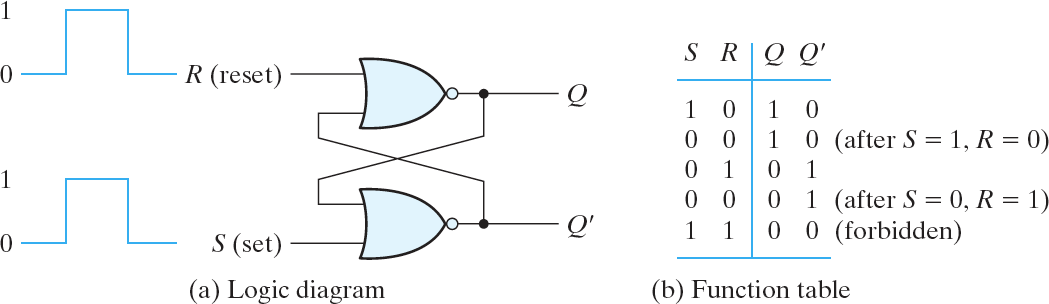 1
0
R (reset)
Q
1
0
S (set)
Q′
(a) Logic diagram
S R Q Q′
1 0 1 0
0 0 1 0 (after S = 1, R = 0)
0 1 0 1
0 0 0 1 (after S = 0, R = 1)
1 1 0 0 (forbidden)
(b) Function table